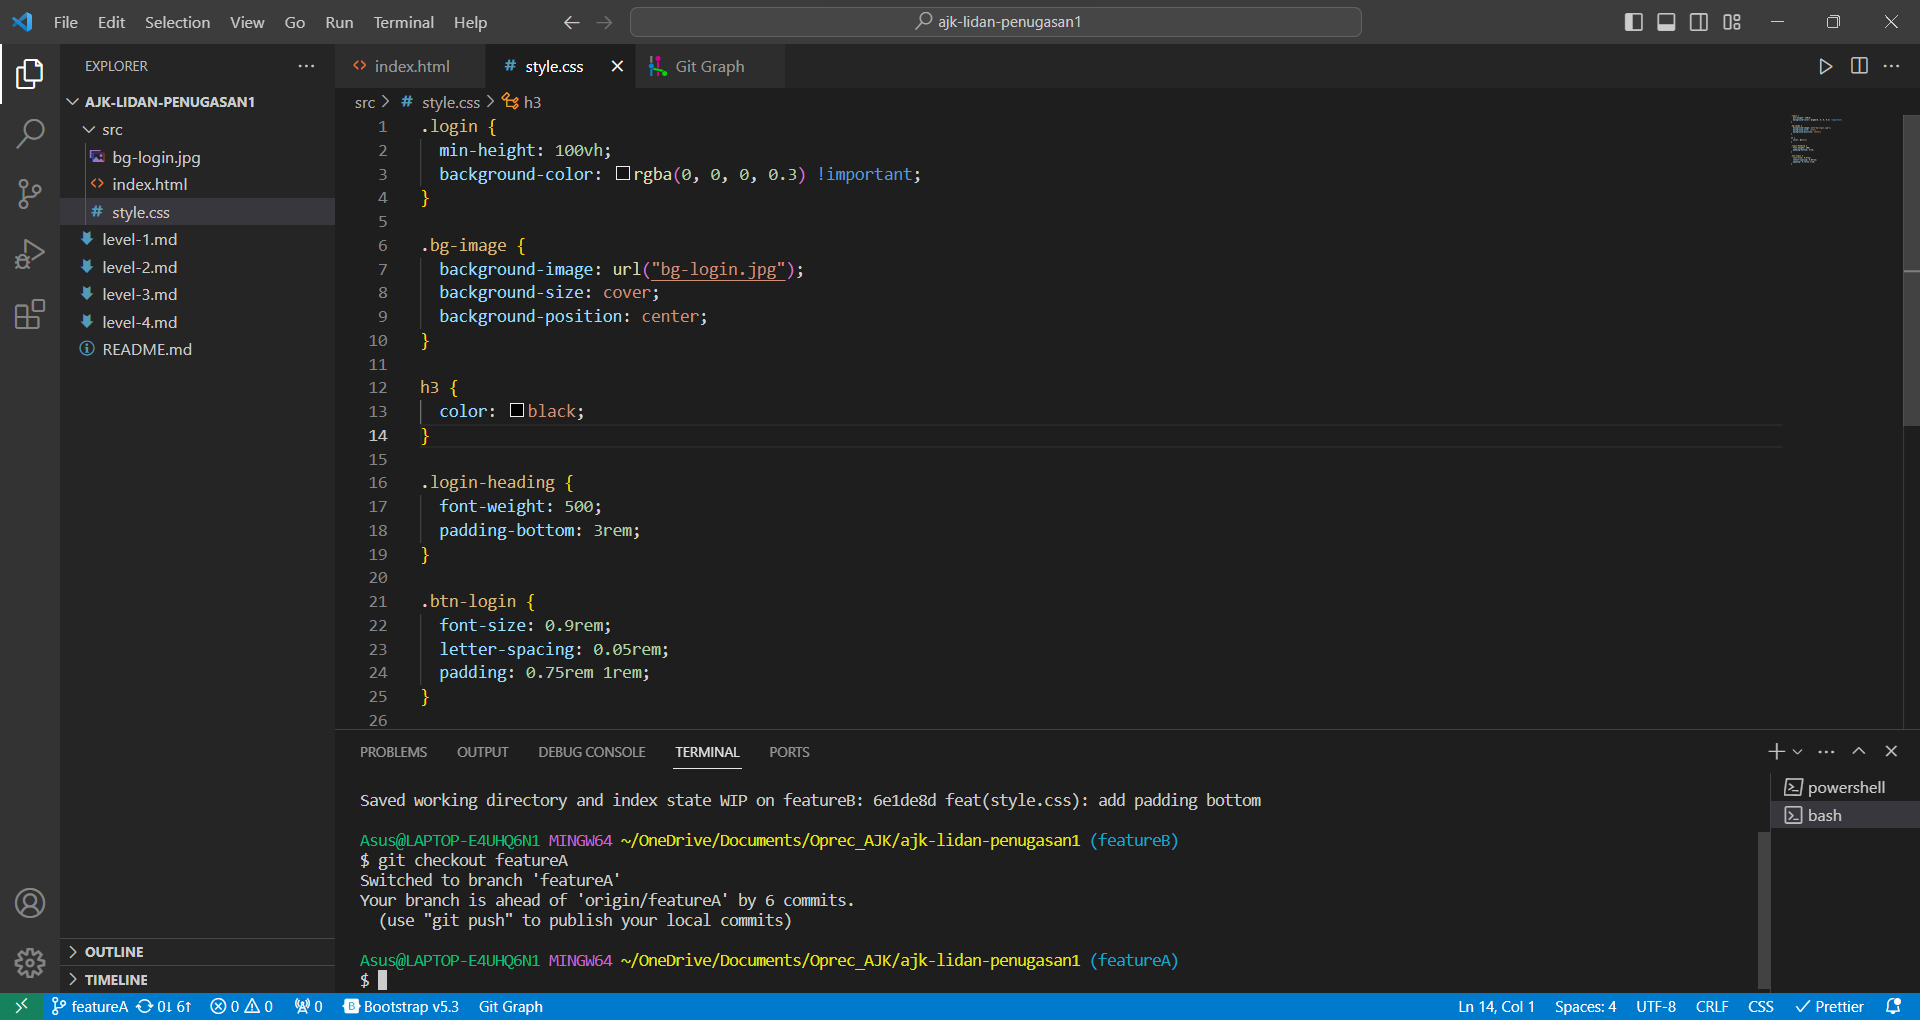 File Edit Selection View Go Run Terminal Help
ajk-lidan-penugasan1
EXPLORER
AJK-LIDAN-PENUGASAN1
src
bg-login.jpg
index.html
style.css
level-1.md
level-2.md
level-3.md
level-4.md
README.md
OUTLINE
TIMELINE
index.html # style.css Git Graph
src > # style.css > h3
1 .login {
2 min-height: 100vh;
3 background-color: rgba(0, 0, 0, 0.3) !important;
4 }
5
6 .bg-image {
7 background-image: url("bg-login.jpg");
8 background-size: cover;
9 background-position: center;
10 }
11
12 h3 {
13 color: black;
14 }
15
16 .login-heading {
17 font-weight: 500;
18 padding-bottom: 3rem;
19 }
20
21 .btn-login {
22 font-size: 0.9rem;
23 letter-spacing: 0.05rem;
24 padding: 0.75rem 1rem;
25 }
26
PROBLEMS OUTPUT DEBUG CONSOLE TERMINAL PORTS
Saved working directory and index state WIP on featureB: 6e1de8d feat(style.css): add padding bottom
Asus@LAPTOP-E4UHQ6N1 MINGW64 ~/OneDrive/Documents/Oprec_AJK/ajk-lidan-penugasan1 (featureB)
$ git checkout featureA
Switched to branch 'featureA'
Your branch is ahead of 'origin/featureA' by 6 commits.
(use "git push" to publish your local commits)
Asus@LAPTOP-E4UHQ6N1 MINGW64 ~/OneDrive/Documents/Oprec_AJK/ajk-lidan-penugasan1 (featureA)
$
powershell
bash
featureA 0↓ 6↑ 0 0 0 B Bootstrap v5.3 Git Graph Ln 14, Col 1 Spaces: 4 UTF-8 CRLF CSS Prettier